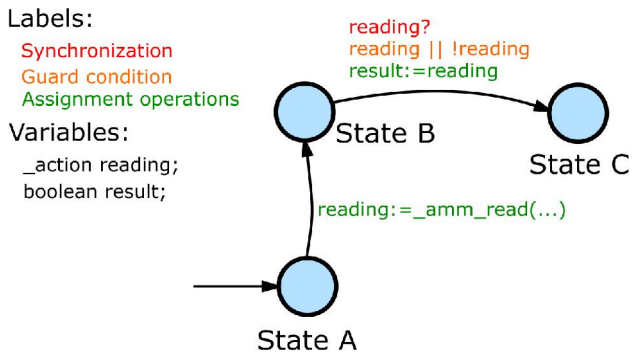 Labels:
Synchronization
Guard condition
Assignment operations
Variables:
_action reading;
boolean result;
reading?
reading || !reading
result:=reading
State B
State C
reading:=_amm_read(...)
State A